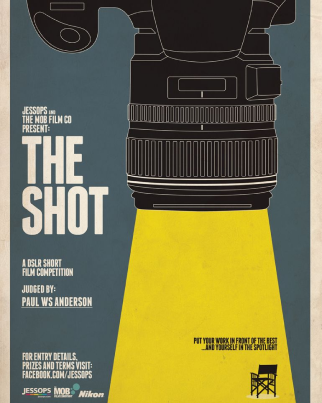 JESSOPS AND
THE MOB FILM CO
PRESENT:
THE
SHOT
A DSLR SHORT
FILM COMPETITION
JUDGED BY:
PAUL WS ANDERSON
PUT YOUR WORK IN FRONT OF THE BEST
...AND YOURSELF IN THE SPOTLIGHT
FOR ENTRY DETAILS,
PRIZES AND TERMS VISIT:
FACEBOOK.COM/JESSOPS
JESSOPS MOB Nikon